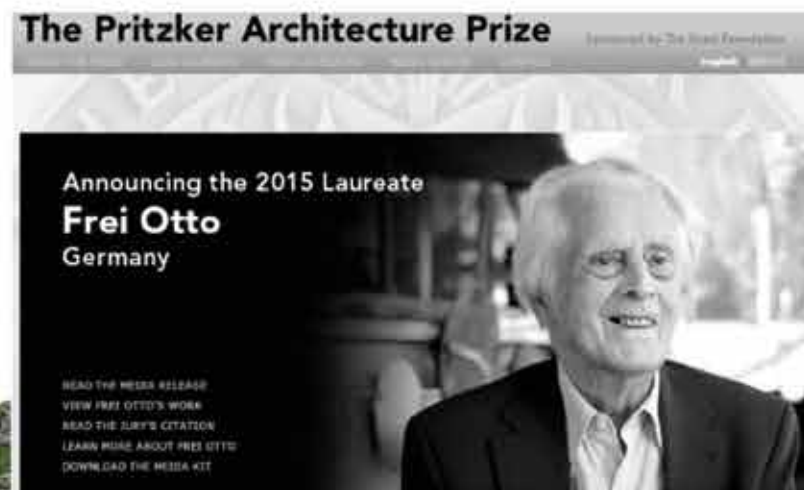 The Pritzker Architecture Prize
Sponsored by The Hyatt Foundation
English
Announcing the 2015 Laureate
Frei Otto
Germany
READ THE MEDIA RELEASE
VIEW FREI OTTO'S WORK
READ THE JURY'S CITATION
LEARN MORE ABOUT FREI OTTO
DOWNLOAD THE MEDIA KIT